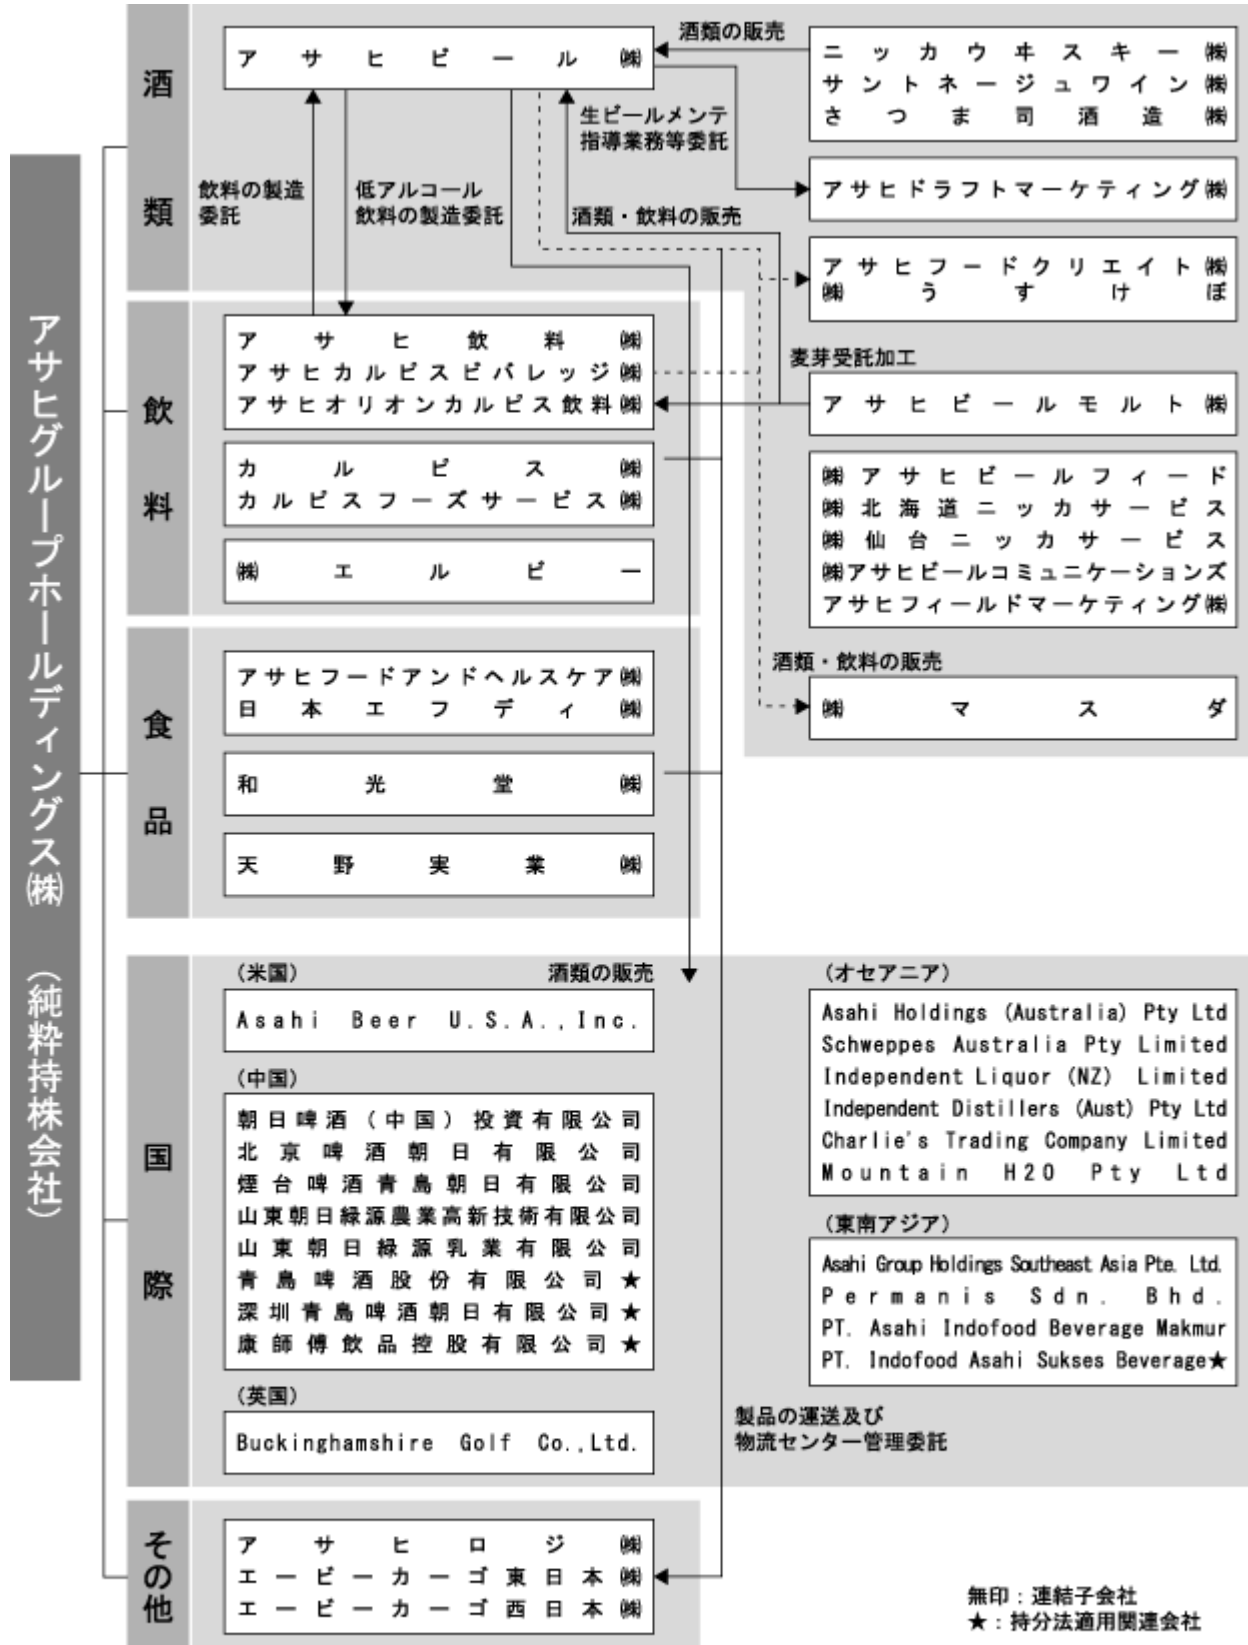 アサヒグループホールディングス㈱ （純粋持株会社）
酒類
アサヒビール㈱
酒類の販売
ニッカウヰスキー㈱
サントネージュワイン㈱
さつま司酒造㈱
生ビールメンテ
指導業務等委託
アサヒドラフトマーケティング㈱
飲料の製造
委託
低アルコール
飲料の製造委託
酒類・飲料の販売
アサヒフードクリエイト㈱
㈱うすけぼ
麦芽受託加工
アサヒビールモルト㈱
㈱アサヒビールフィード
㈱北海道ニッカサービス
㈱仙台ニッカサービス
㈱アサヒビールコミュニケーションズ
アサヒフィールドマーケティング㈱
酒類・飲料の販売
㈱マスダ
飲料
アサヒ飲料㈱
アサヒカルピスビバレッジ㈱
アサヒオリオンカルピス飲料㈱
カルピス㈱
カルピスフーズサービス㈱
㈱エルビー
食品
アサヒフードアンドヘルスケア㈱
日本エフディ㈱
和光堂㈱
天野実業㈱
国際
（米国）
酒類の販売
Asahi Beer U.S.A.,Inc.
（中国）
朝日啤酒（中国）投資有限公司
北京啤酒朝日有限公司
煙台啤酒青島朝日有限公司
山東朝日緑源農業高新技術有限公司
山東朝日緑源乳業有限公司
青島啤酒股份有限公司★
深圳青島啤酒朝日有限公司★
康師傅飲品控股有限公司★
（英国）
Buckinghamshire Golf Co.,Ltd.
（オセアニア）
Asahi Holdings (Australia) Pty Ltd
Schweppes Australia Pty Limited
Independent Liquor (NZ) Limited
Independent Distillers (Aust) Pty Ltd
Charlie's Trading Company Limited
Mountain H2O Pty Ltd
（東南アジア）
Asahi Group Holdings Southeast Asia Pte. Ltd.
Permanis Sdn. Bhd.
PT. Asahi Indofood Beverage Makmur
PT. Indofood Asahi Sukses Beverage★
製品の運送及び
物流センター管理委託
その他
アサヒロジ㈱
エービーカーゴ東日本㈱
エービーカーゴ西日本㈱
無印：連結子会社
★：持分法適用関連会社